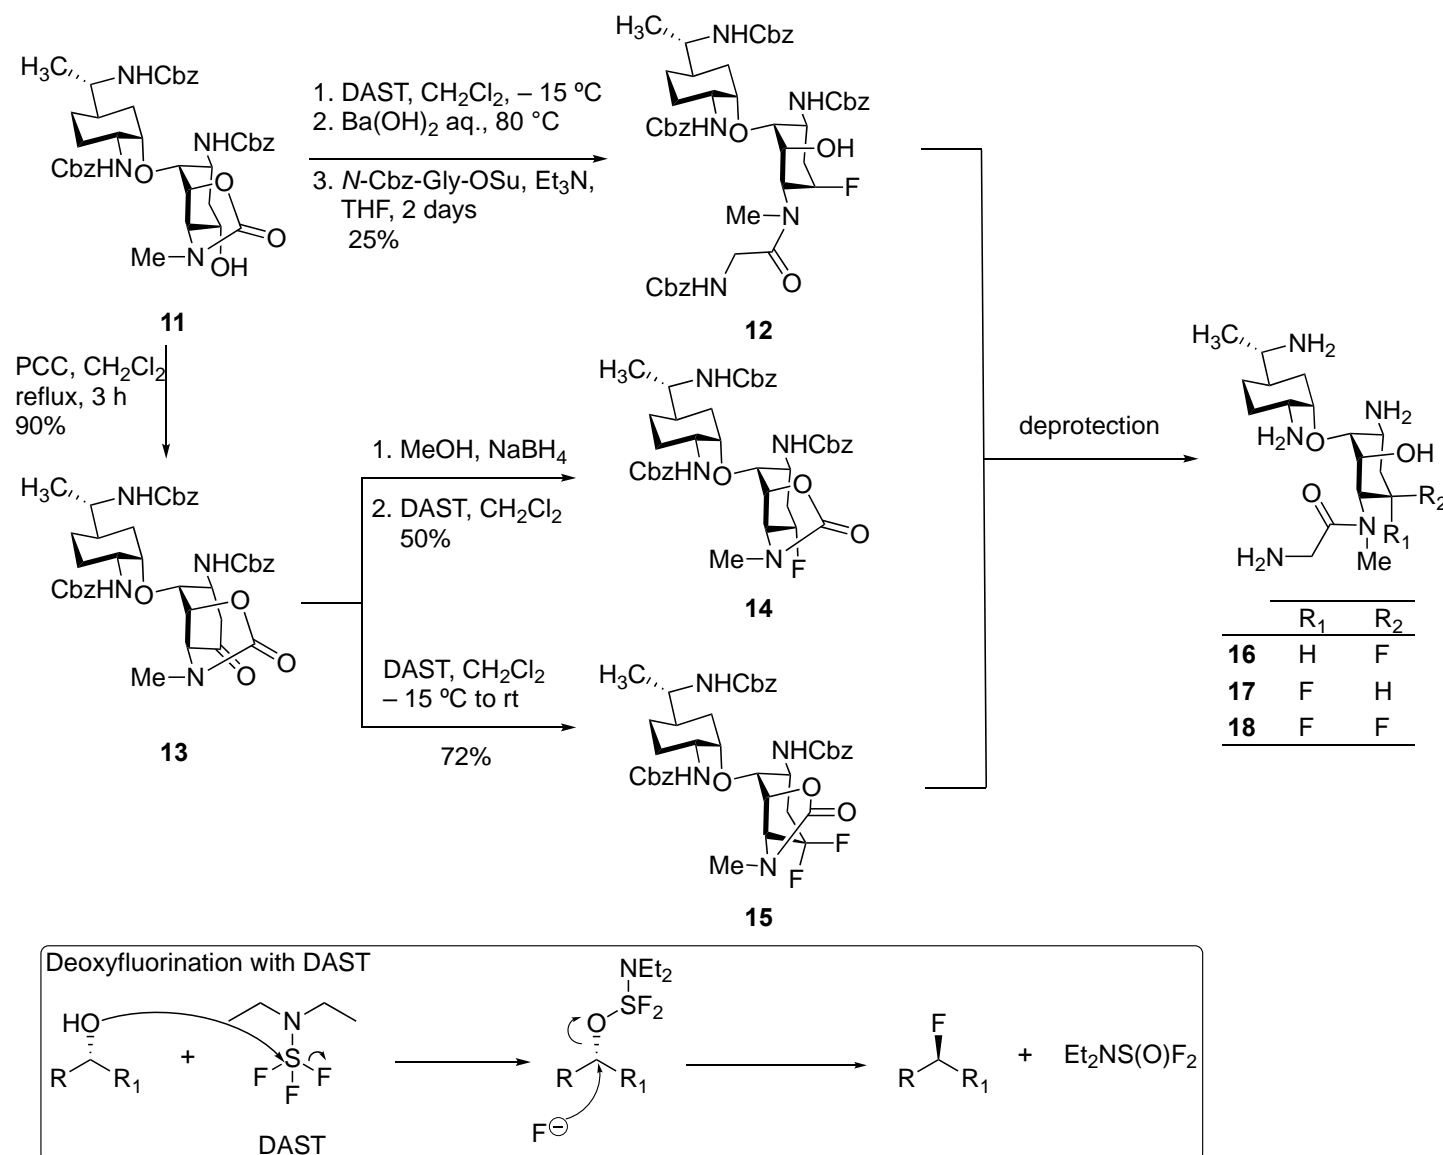 H₃C
NHCbz
CbzHN
O
NHCbz
O
O
Me
N
OH
11
1. DAST, CH₂Cl₂, – 15 ºC
2. Ba(OH)₂ aq., 80 °C
3. N-Cbz-Gly-OSu, Et₃N,
THF, 2 days
25%
H₃C
NHCbz
NHCbz
CbzHN
O
OH
F
Me
N
O
CbzHN
12
PCC, CH₂Cl₂
reflux, 3 h
90%
H₃C
NHCbz
NHCbz
CbzHN
O
O
O
O
Me
N
13
1. MeOH, NaBH₄
2. DAST, CH₂Cl₂
50%
H₃C
NHCbz
NHCbz
CbzHN
O
O
O
Me
N
F
14
DAST, CH₂Cl₂
– 15 ºC to rt
72%
H₃C
NHCbz
NHCbz
CbzHN
O
O
O
F
Me
N
F
15
deprotection
H₃C
NH₂
NH₂
H₂N
O
OH
R₂
O
R₁
N
H₂N
Me
R₁ R₂
16 H F
17 F H
18 F F
Deoxyfluorination with DAST
HO
R
R₁
+
N
S
F
F
F
DAST
NEt₂
SF₂
O
R
R₁
F⊖
F
R
R₁
+
Et₂NS(O)F₂